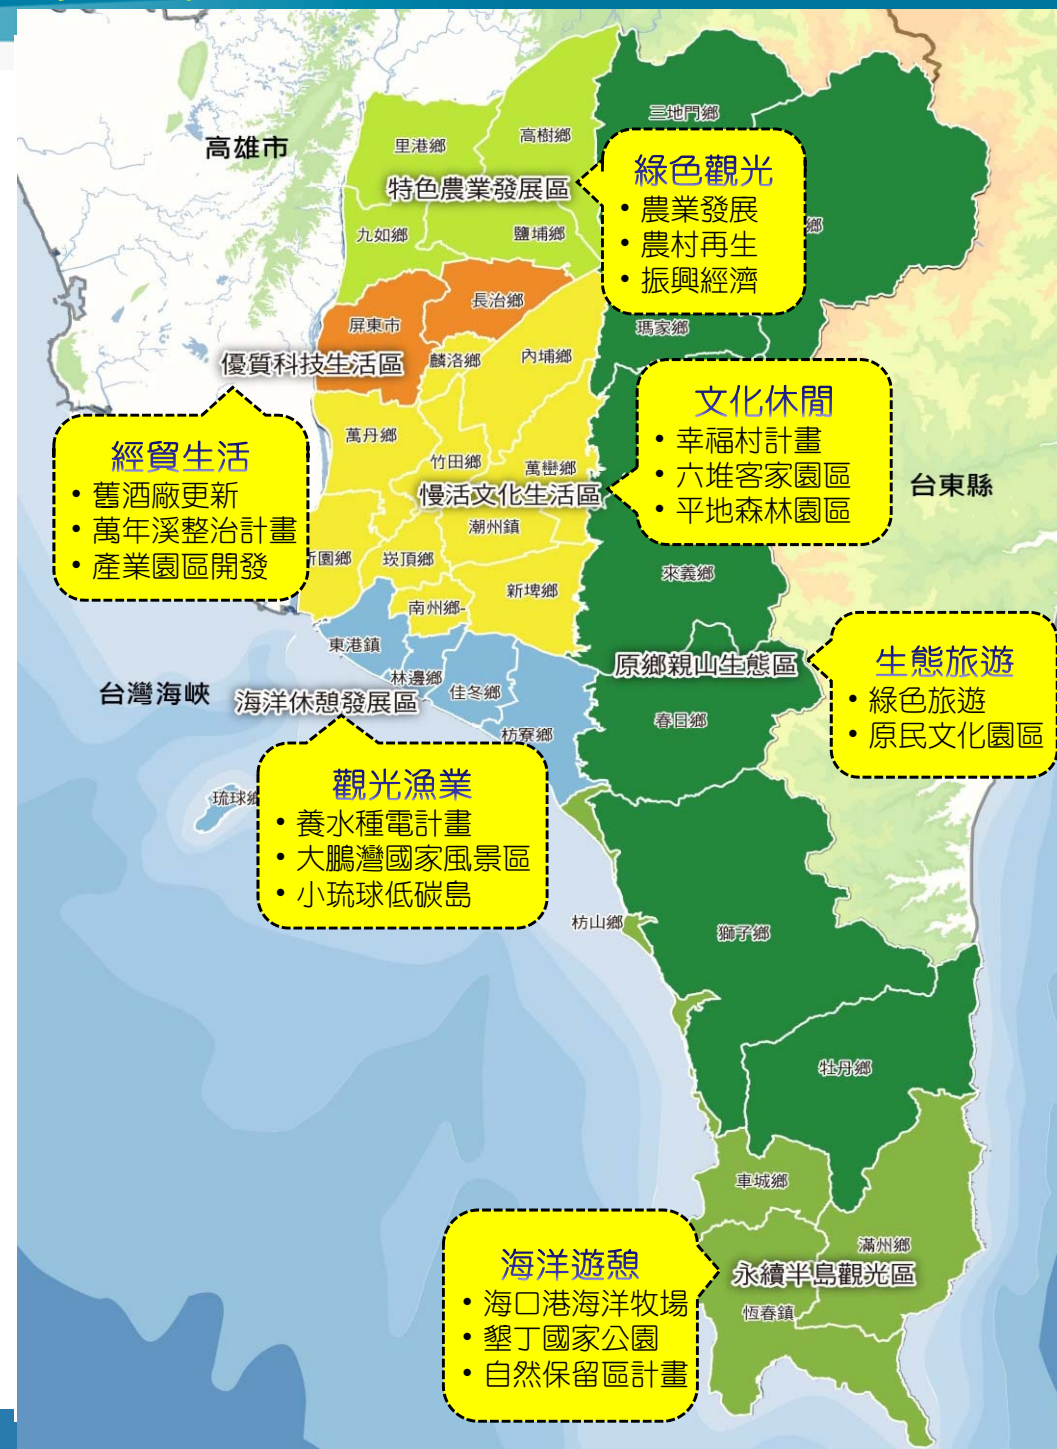 三地門鄉
高樹鄉
里港鄉
高雄市
特色農業發展區
綠色觀光
• 農業發展
• 農村再生
• 振興經濟
九如鄉
鹽埔鄉
鄉
長治鄉
屏東市
瑪家鄉
內埔鄉
麟洛鄉
優質科技生活區
文化休閒
• 幸福村計畫
• 六堆客家園區
• 平地森林園區
萬丹鄉
經貿生活
• 舊酒廠更新
• 萬年溪整治計畫
• 產業園區開發
竹田鄉
萬巒鄉
慢活文化生活區
台東縣
潮州鎮
新園鄉
崁頂鄉
來義鄉
新埤鄉
南州鄉
東港鎮
原鄉親山生態區
生態旅遊
• 綠色旅遊
• 原民文化園區
林邊鄉
佳冬鄉
台灣海峽
海洋休憩發展區
春日鄉
枋寮鄉
觀光漁業
• 養水種電計畫
• 大鵬灣國家風景區
• 小琉球低碳島
琉球鄉
枋山鄉
獅子鄉
牡丹鄉
車城鄉
滿州鄉
海洋遊憩
• 海口港海洋牧場
• 墾丁國家公園
• 自然保留區計畫
永續半島觀光區
恆春鎮